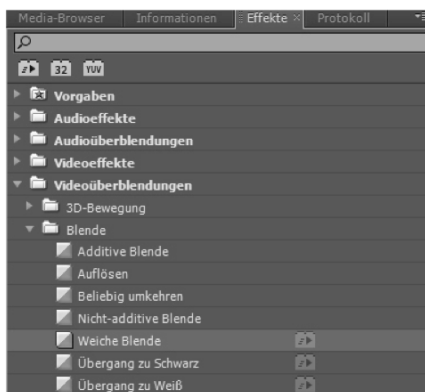 Media-Browser Informationen Effekte × Protokoll
32 YUV
Vorgaben
Audioeffekte
Audioüberblendungen
Videoeffekte
Videoüberblendungen
3D-Bewegung
Blende
Additive Blende
Auflösen
Beliebig umkehren
Nicht-additive Blende
Weiche Blende
Übergang zu Schwarz
Übergang zu Weiß